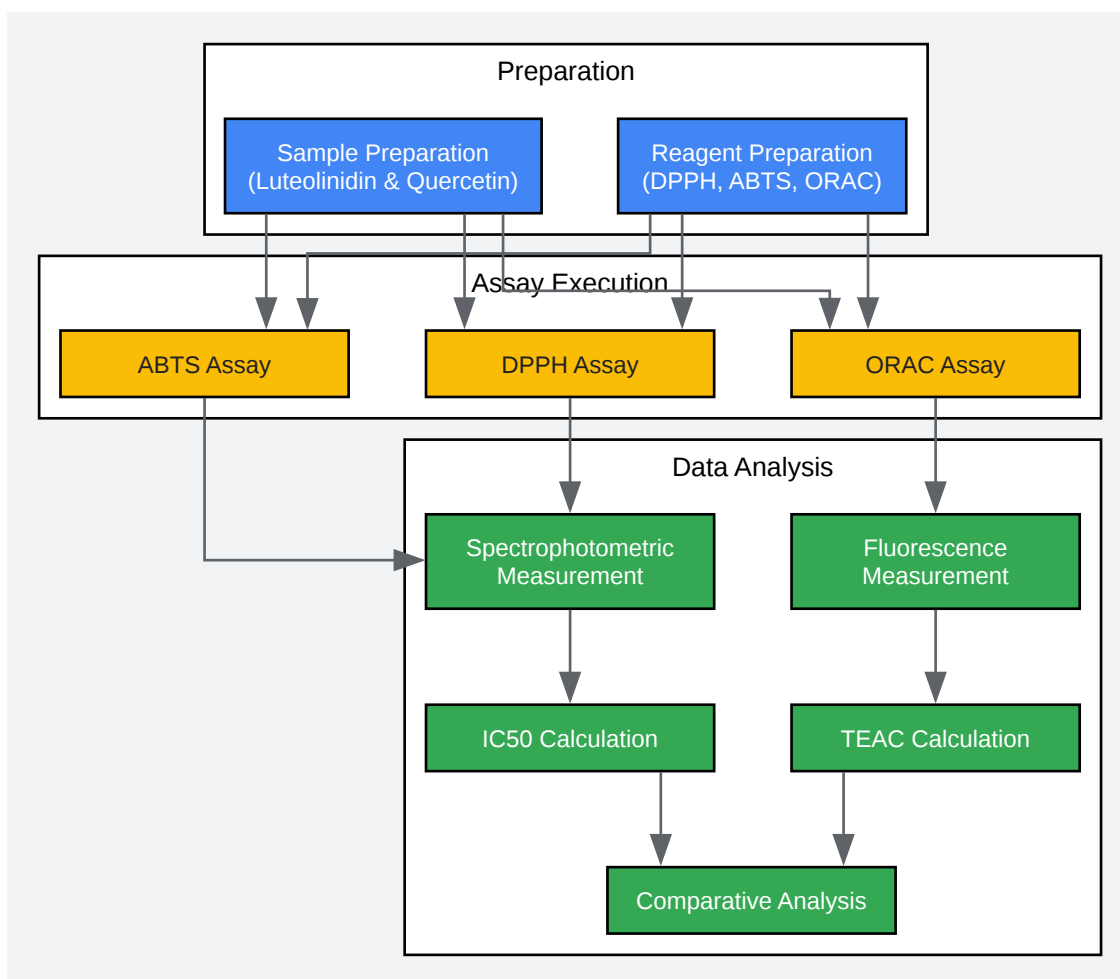 Preparation
Sample Preparation
(Luteolinidin & Quercetin)
Reagent Preparation
(DPPH, ABTS, ORAC)
Assay Execution
ABTS Assay
DPPH Assay
ORAC Assay
Data Analysis
Spectrophotometric
Measurement
Fluorescence
Measurement
IC50 Calculation
TEAC Calculation
Comparative Analysis